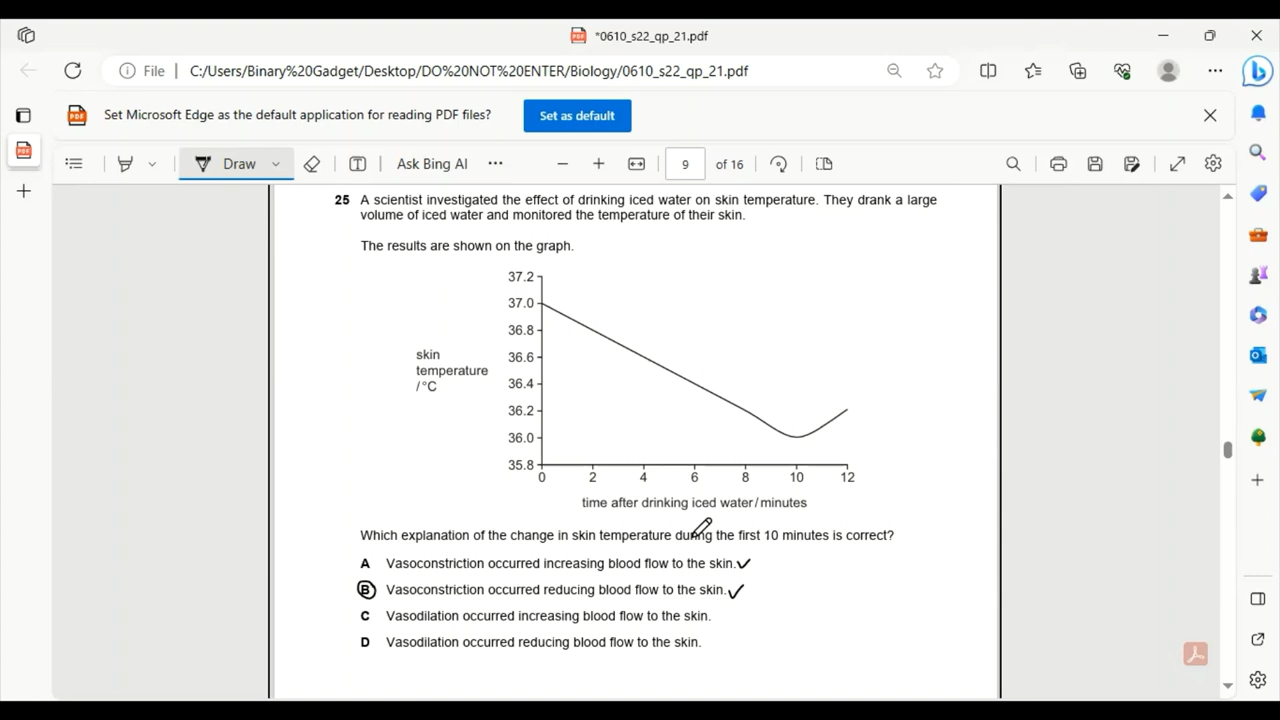 *0610_s22_qp_21.pdf
File
C:/Users/Binary%20Gadget/Desktop/DO%20NOT%20ENTER/Biology/0610_s22_qp_21.pdf
Set Microsoft Edge as the default application for reading PDF files?
Set as default
Draw
Ask Bing AI
9
of 16
25 A scientist investigated the effect of drinking iced water on skin temperature. They drank a large
volume of iced water and monitored the temperature of their skin.
The results are shown on the graph.
37.2
37.0
36.8
36.6
36.4
36.2
36.0
35.8
skin
temperature
/ °C
0 2 4 6 8 10 12
time after drinking iced water / minutes
Which explanation of the change in skin temperature during the first 10 minutes is correct?
A Vasoconstriction occurred increasing blood flow to the skin.
B Vasoconstriction occurred reducing blood flow to the skin.
C Vasodilation occurred increasing blood flow to the skin.
D Vasodilation occurred reducing blood flow to the skin.